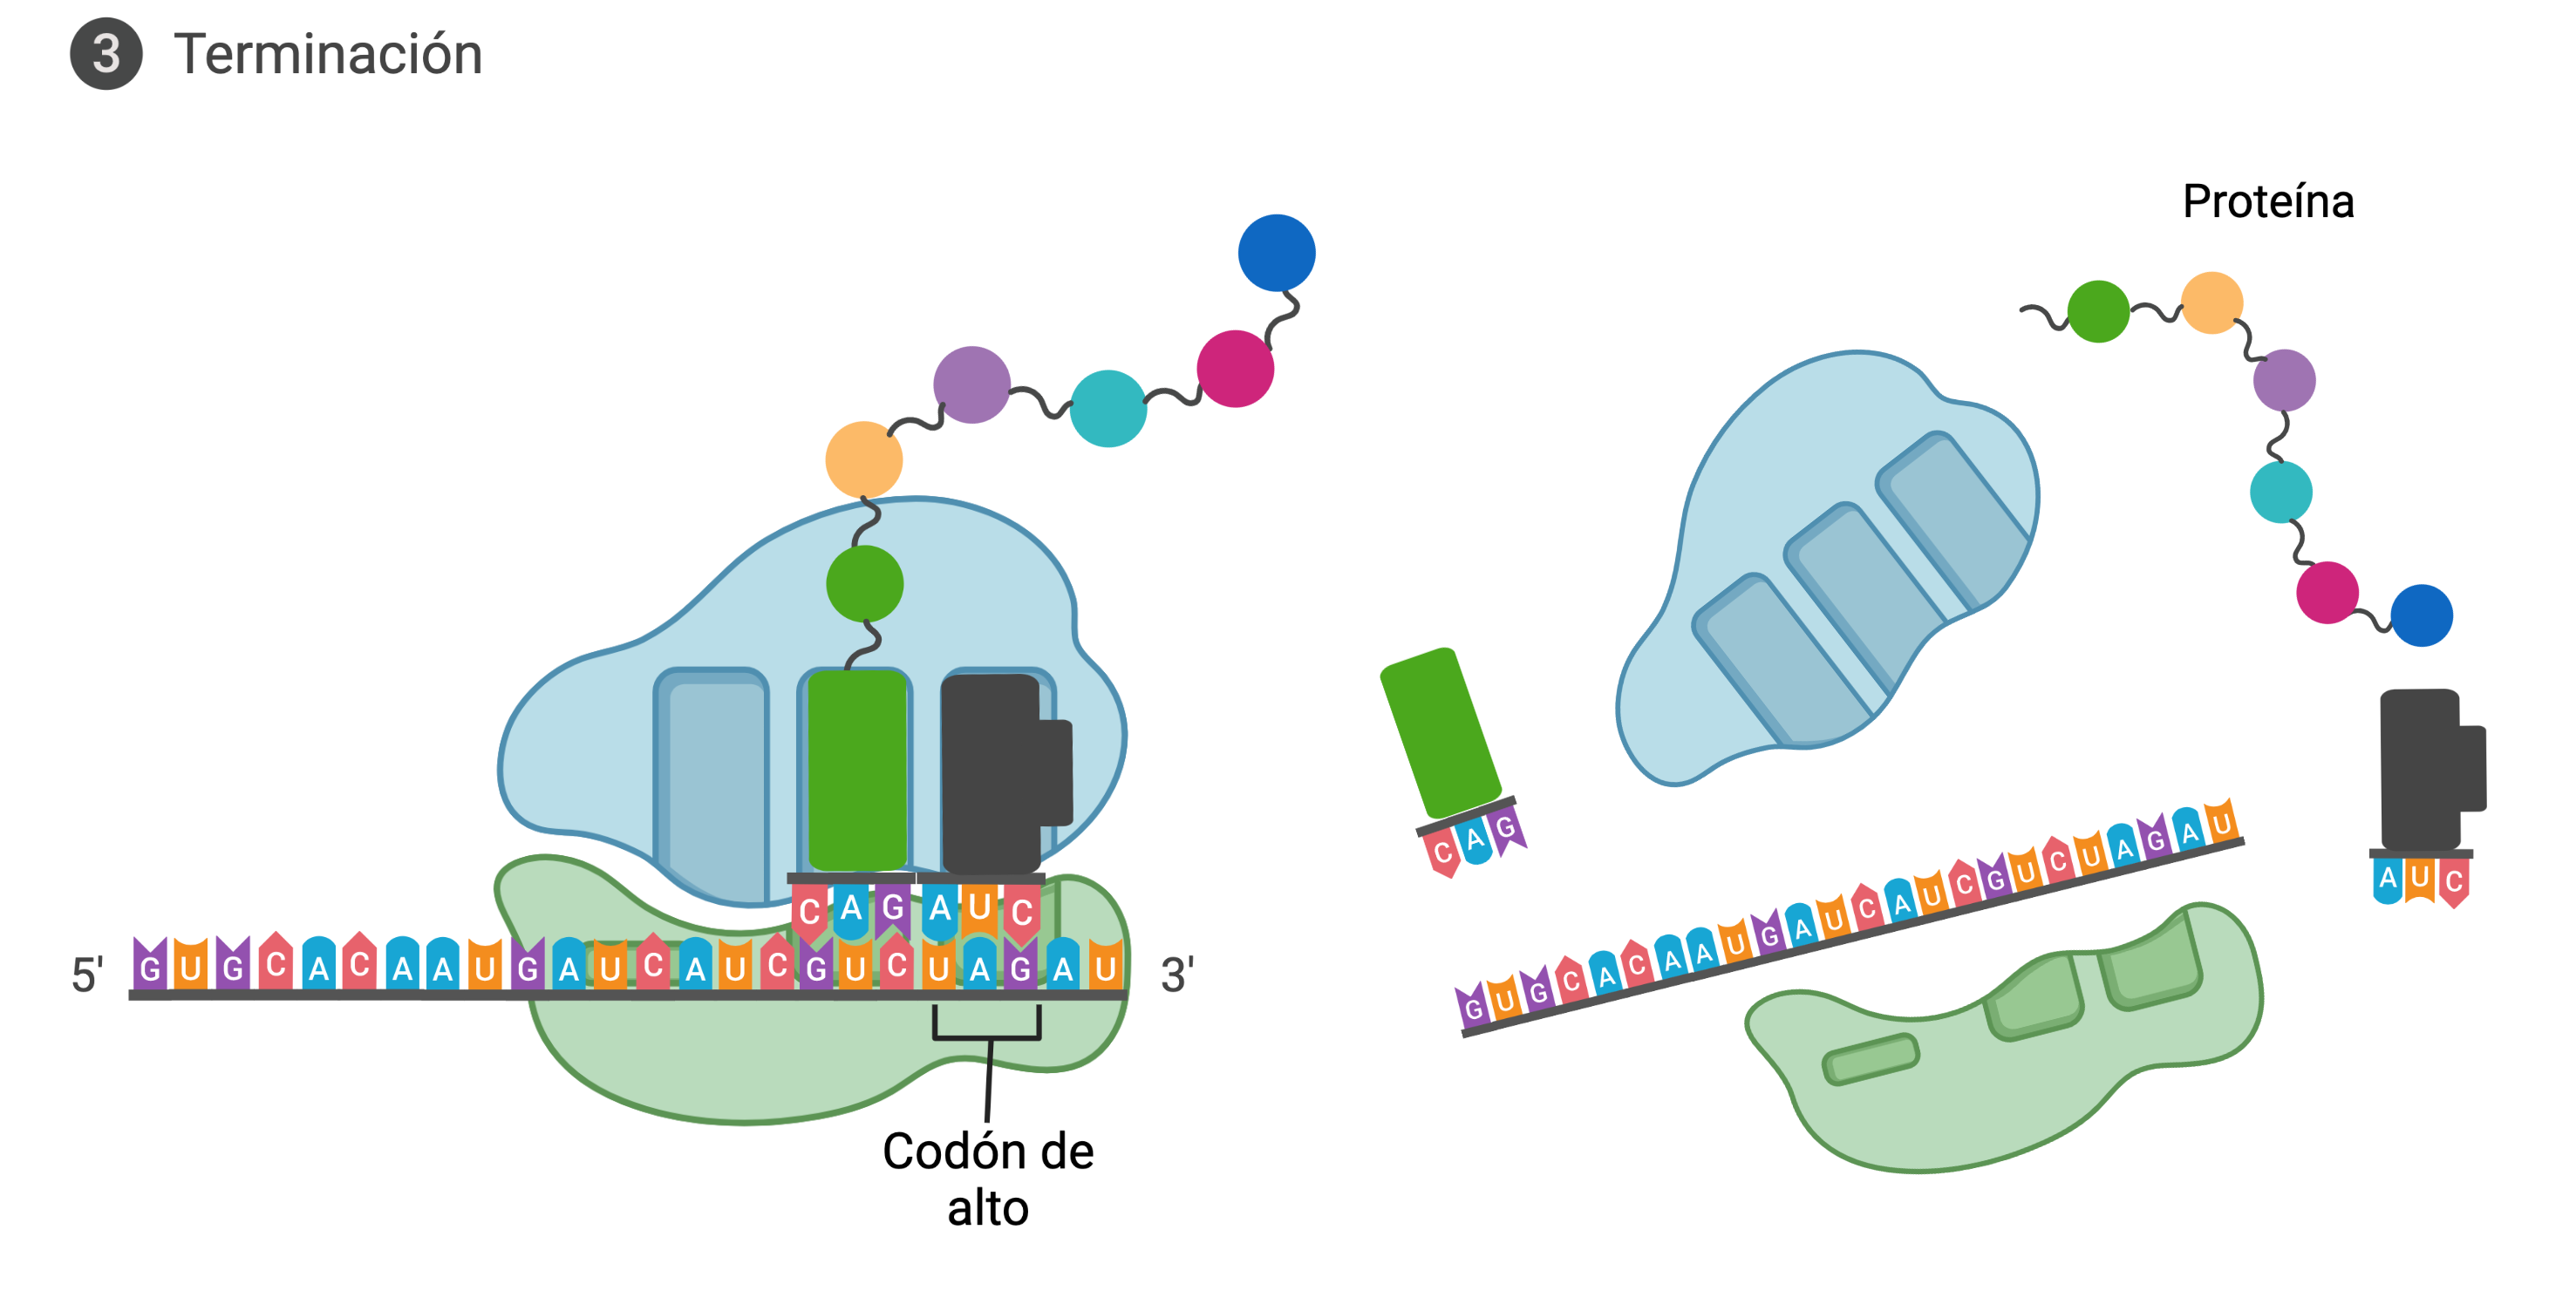 3 Terminación
Proteína
C A G A U C
5' G U G C A C A A U G A U C A U C G U C U A G A U 3'
Codón de
alto
C A G
G U G C A C A A U G A U C A U C G U C U A G A U
A U C